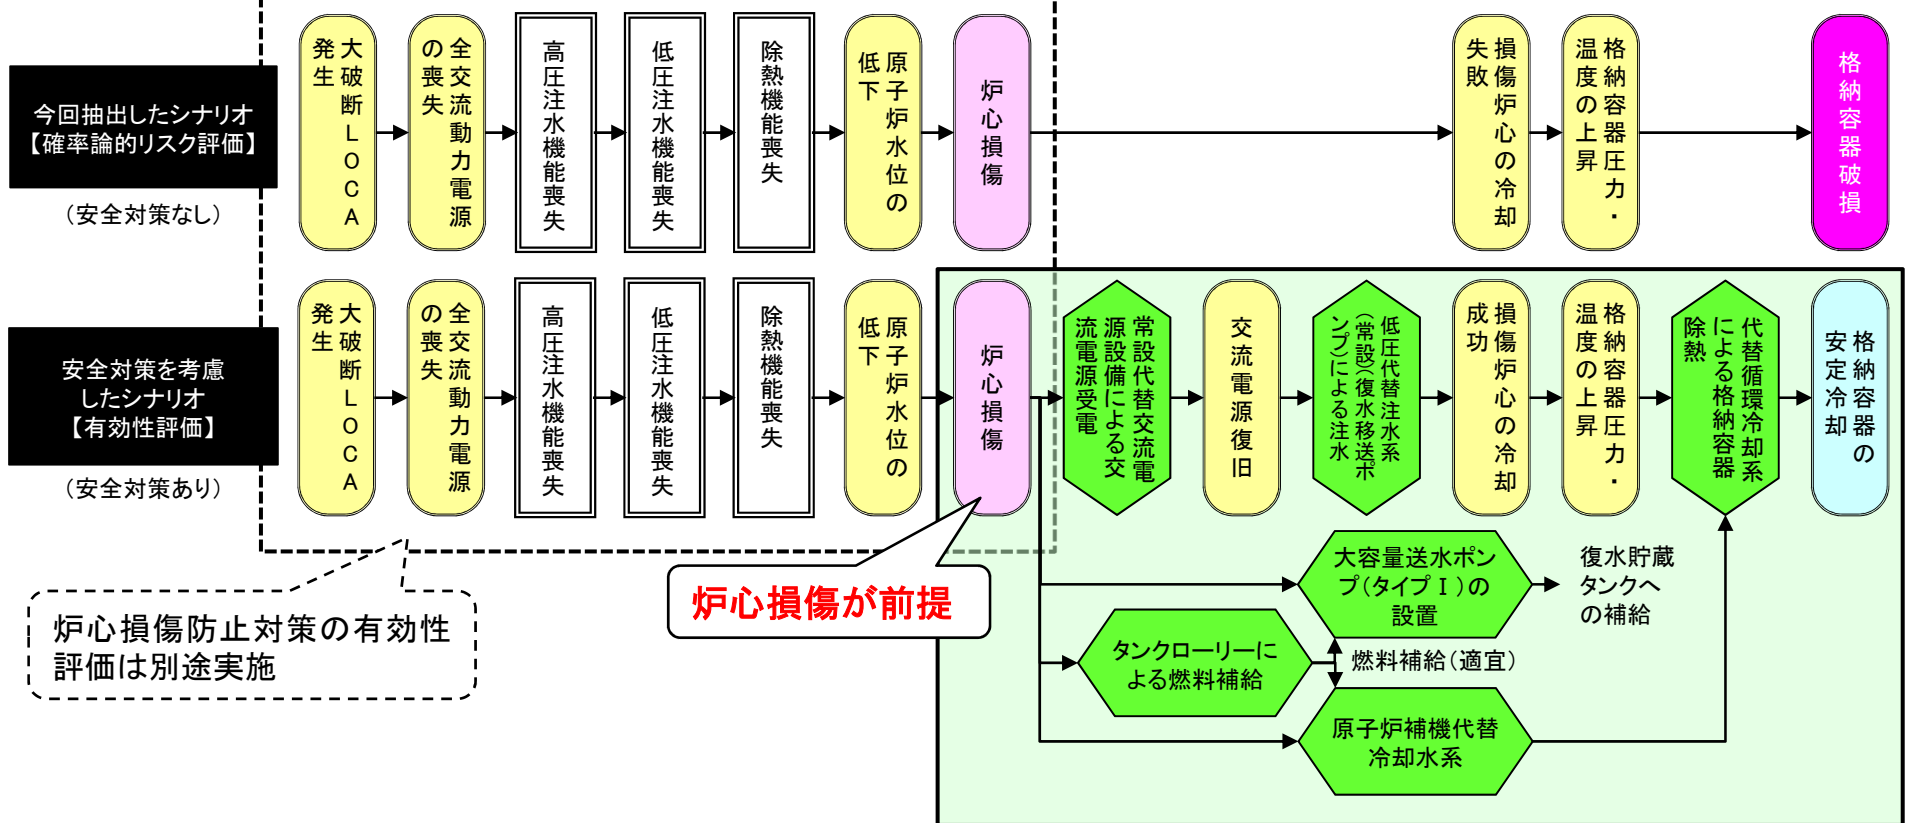 今回抽出したシナリオ
【確率論的リスク評価】
(安全対策なし)
大破断LOCA
発生
全交流動力電源
の喪失
高圧注水機能喪失
低圧注水機能喪失
除熱機能喪失
原子炉水位の
低下
炉心損傷
損傷炉心の冷却
失敗
格納容器圧力・
温度の上昇
格納容器破損
安全対策を考慮
したシナリオ
【有効性評価】
(安全対策あり)
大破断LOCA
発生
全交流動力電源
の喪失
高圧注水機能喪失
低圧注水機能喪失
除熱機能喪失
原子炉水位の
低下
炉心損傷
常設代替交流電
源設備による交
流電源受電
交流電源復旧
低圧代替注水系
(常設)(復水移送ポ
ンプ)による注水
損傷炉心の冷却
成功
格納容器圧力・
温度の上昇
代替循環冷却系
による格納容器
除熱
格納容器の
安定冷却
炉心損傷防止対策の有効性
評価は別途実施
炉心損傷が前提
大容量送水ポン
プ(タイプⅠ)の
設置
復水貯蔵
タンクへ
の補給
タンクローリーに
よる燃料補給
燃料補給(適宜)
原子炉補機代替
冷却水系